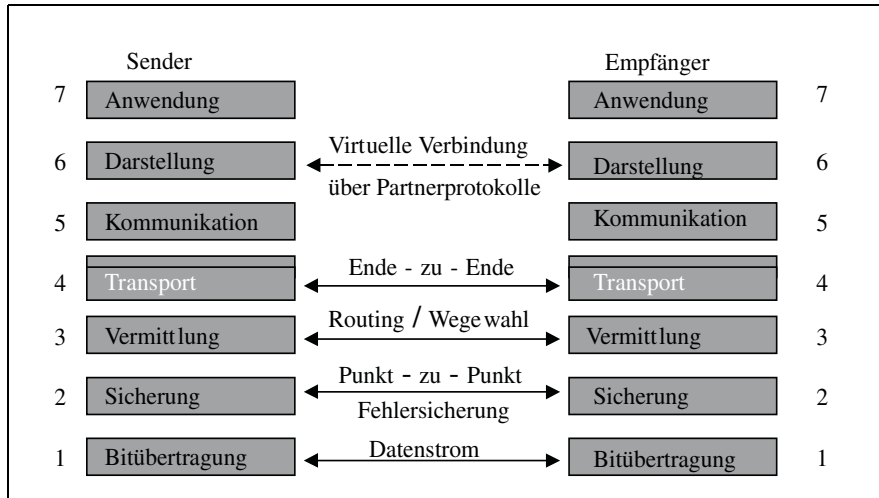 Sender Empfänger
7 Anwendung Anwendung 7
Virtuelle Verbindung
6 Darstellung Darstellung 6
über Partnerprotokolle
5 Kommunikation Kommunikation 5
Ende - zu - Ende
4 Transport Transport 4
Routing / Wegewahl
3 Vermittlung Vermittlung 3
Punkt - zu - Punkt
2 Sicherung Sicherung 2
Fehlersicherung
Datenstrom
1 Bitübertragung Bitübertragung 1